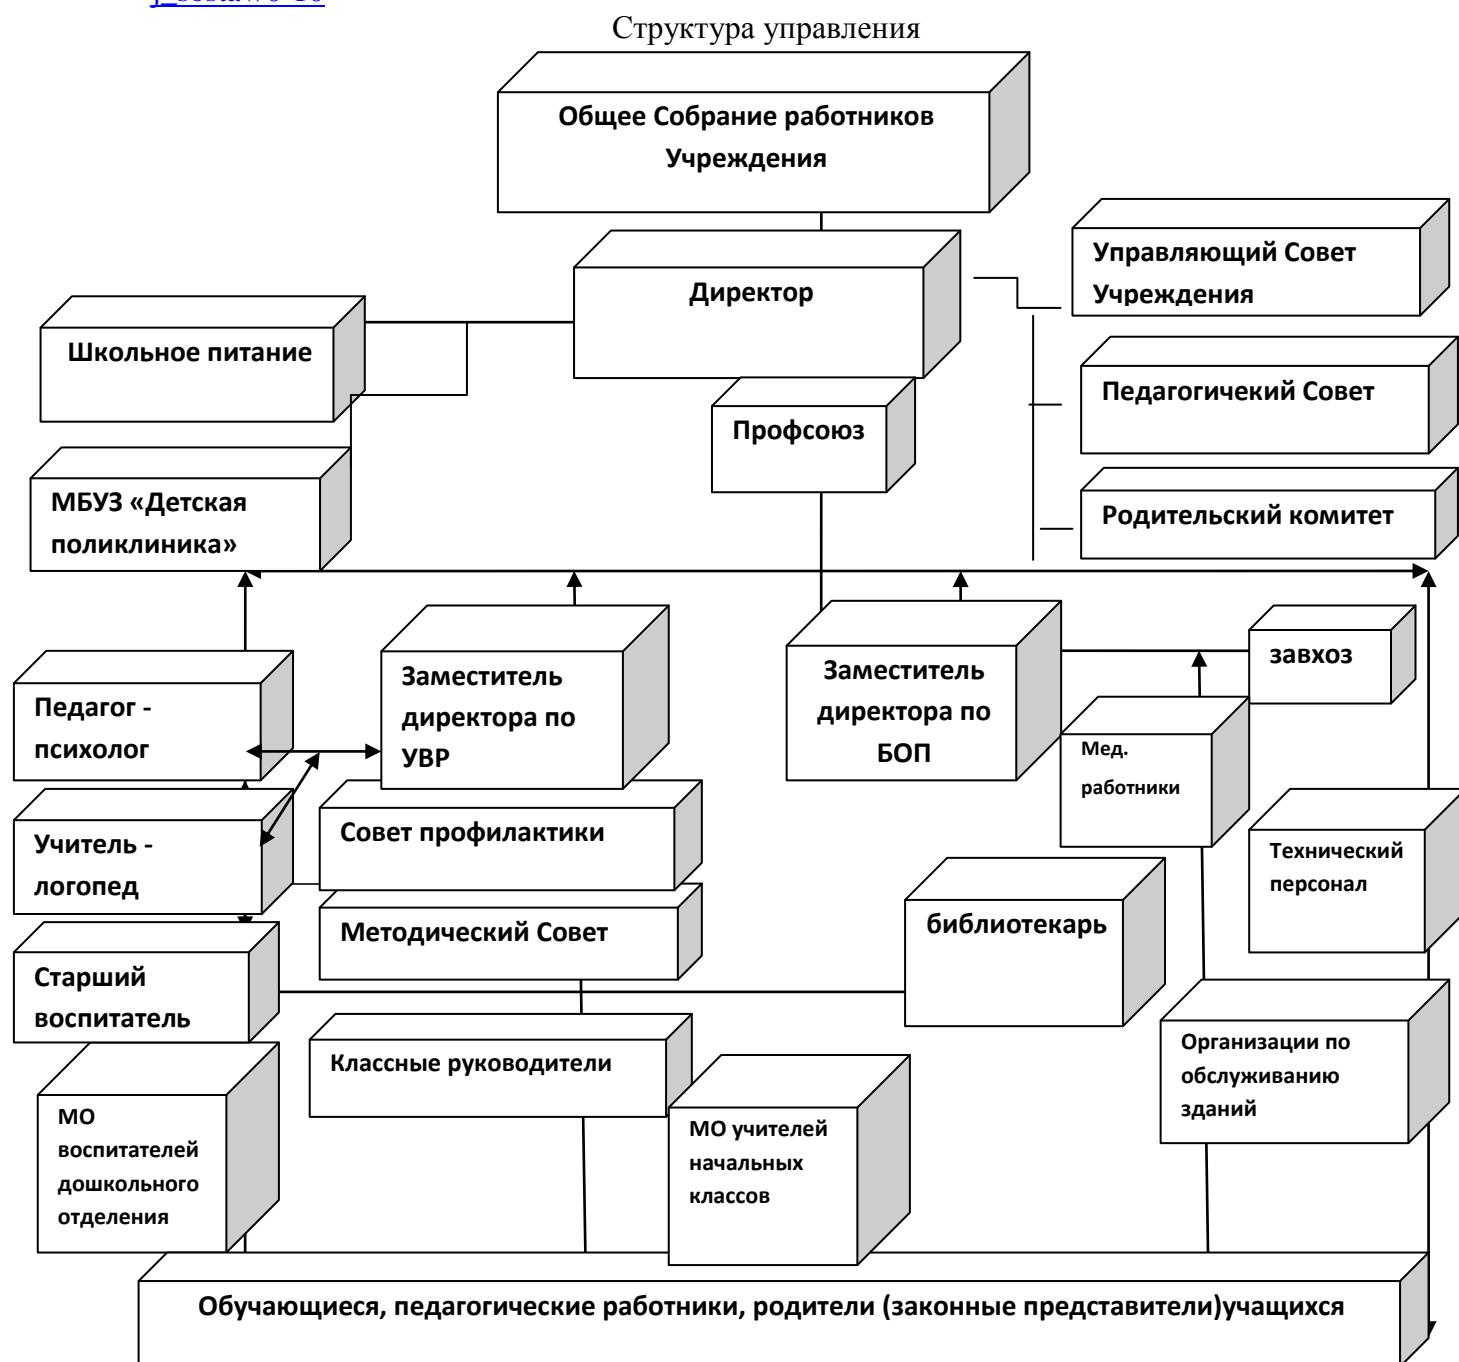 Структура управления
Общее Собрание работников
Учреждения
Управляющий Совет
Учреждения
Директор
Школьное питание
Педагогичекий Совет
Профсоюз
МБУЗ «Детская
поликлиника»
Родительский комитет
Педагог -
психолог
Заместитель
директора по
УВР
Заместитель
директора по
БОП
завхоз
Мед.
работники
Учитель -
логопед
Совет профилактики
Технический
персонал
Методический Совет
библиотекарь
Старший
воспитатель
Классные руководители
Организации по
обслуживанию
зданий
МО
воспитателей
дошкольного
отделения
МО учителей
начальных
классов
Обучающиеся, педагогические работники, родители (законные представители)учащихся